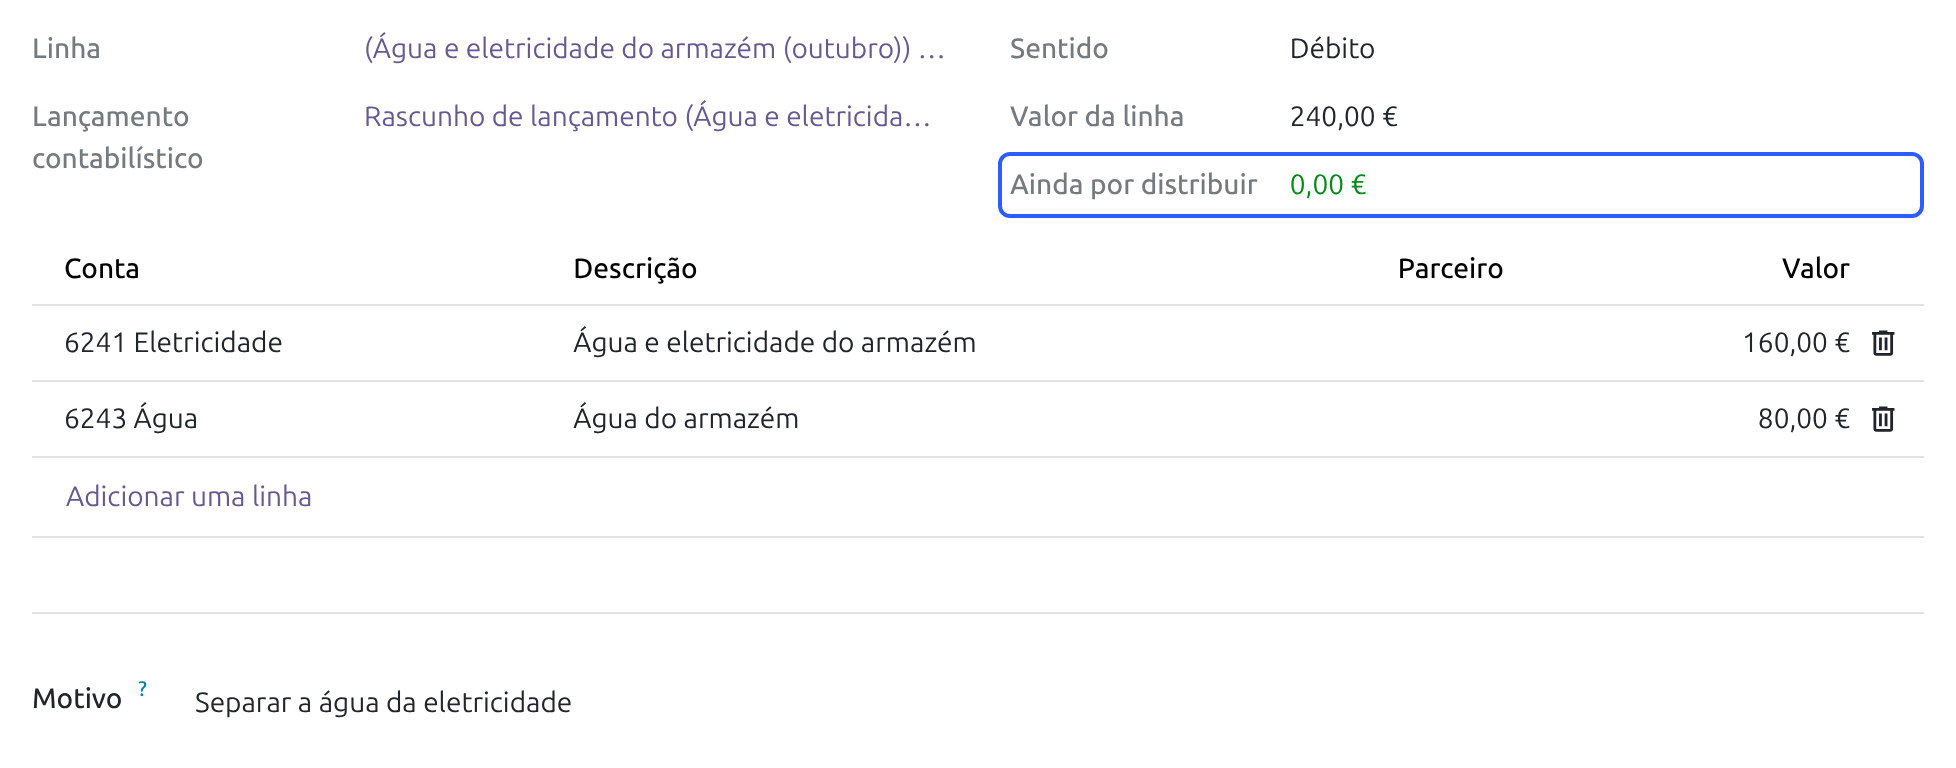 Linha (Água e eletricidade do armazém (outubro)) ... Sentido Débito
Lançamento contabilístico Rascunho de lançamento (Água e eletricida... Valor da linha 240,00 €
Ainda por distribuir 0,00 €
Conta Descrição Parceiro Valor
6241 Eletricidade Água e eletricidade do armazém 160,00 €
6243 Água Água do armazém 80,00 €
Adicionar uma linha
Motivo ? Separar a água da eletricidade